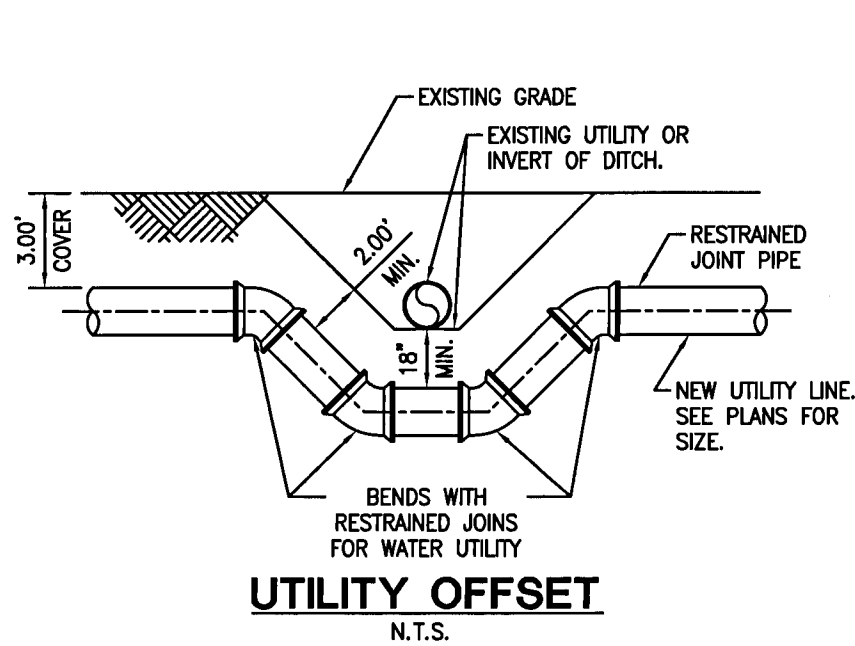 EXISTING GRADE
EXISTING UTILITY OR
INVERT OF DITCH.
3.00'
COVER
2.00'
MIN.
RESTRAINED
JOINT PIPE
18"
MIN.
NEW UTILITY LINE.
SEE PLANS FOR
SIZE.
BENDS WITH
RESTRAINED JOINS
FOR WATER UTILITY
UTILITY OFFSET
N.T.S.